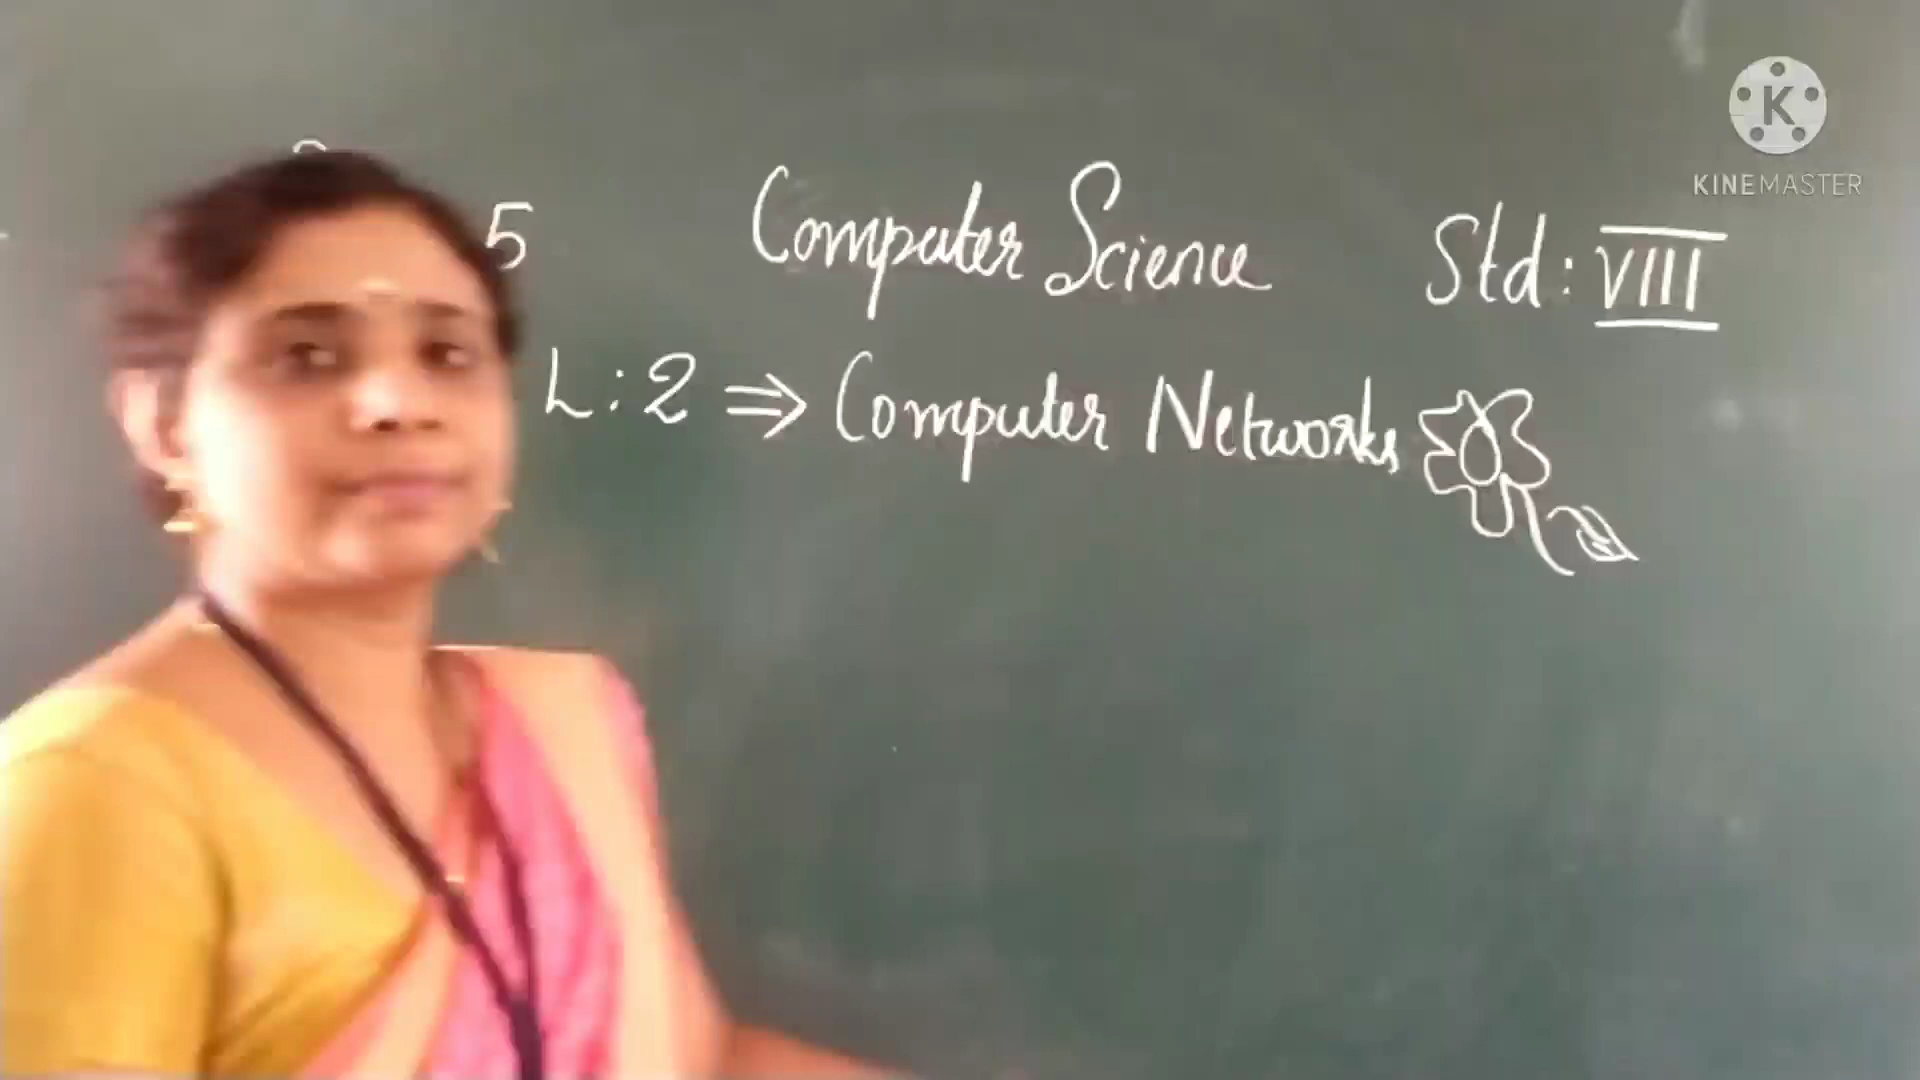 5 Computer Science Std: VIII
L: 2 ⇒ Computer Networks
K
KINEMASTER